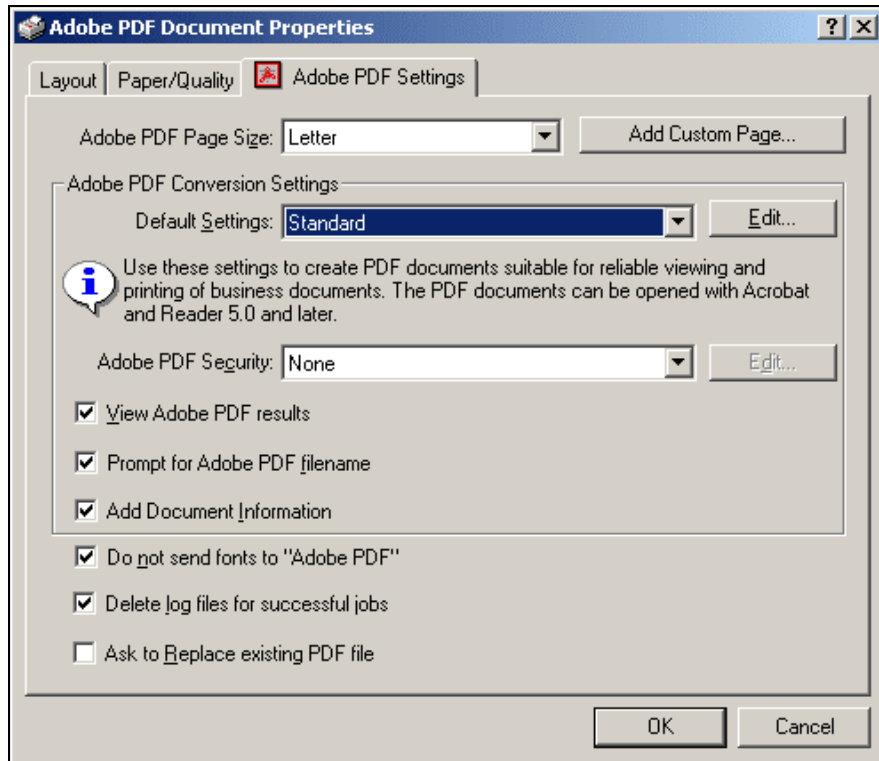 Adobe PDF Document Properties
Layout Paper/Quality Adobe PDF Settings
Adobe PDF Page Size: Letter Add Custom Page...
Adobe PDF Conversion Settings
Default Settings: Standard Edit...
Use these settings to create PDF documents suitable for reliable viewing and
printing of business documents. The PDF documents can be opened with Acrobat
and Reader 5.0 and later.
Adobe PDF Security: None Edit...
View Adobe PDF results
Prompt for Adobe PDF filename
Add Document Information
Do not send fonts to "Adobe PDF"
Delete log files for successful jobs
Ask to Replace existing PDF file
OK Cancel